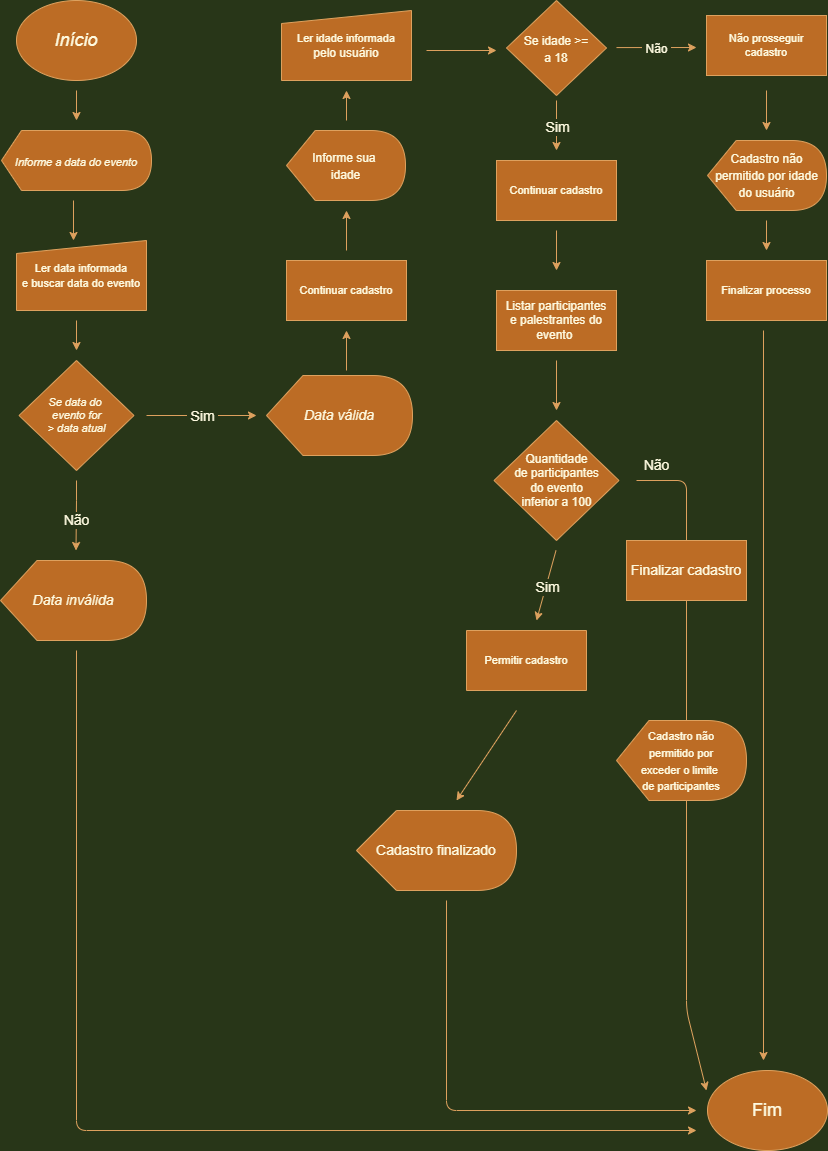 Início
Informe a data do evento
Ler data informada
e buscar data do evento
Se data do
evento for
> data atual
Sim
Não
Data inválida
Data válida
Continuar cadastro
Informe sua
idade
Ler idade informada
pelo usuário
Se idade >=
a 18
Não
Sim
Não prosseguir
cadastro
Cadastro não
permitido por idade
do usuário
Finalizar processo
Continuar cadastro
Listar participantes
e palestrantes do
evento
Quantidade
de participantes
do evento
inferior a 100
Não
Sim
Finalizar cadastro
Permitir cadastro
Cadastro não
permitido por
exceder o limite
de participantes
Cadastro finalizado
Fim